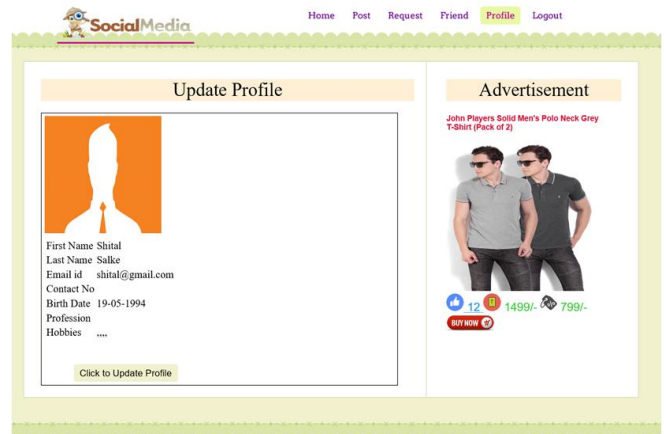 SocialMedia
Home Post Request Friend Profile Logout
Update Profile
First Name Shital
Last Name Salke
Email id shital@gmail.com
Contact No
Birth Date 19-05-1994
Profession
Hobbies ,,,,
Click to Update Profile
Advertisement
John Players Solid Men's Polo Neck Grey
T-Shirt (Pack of 2)
12 1499/- 799/-
BUY NOW